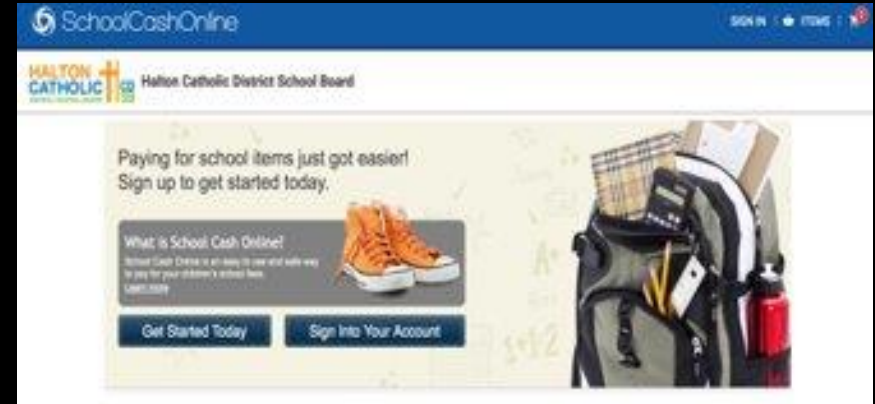 SchoolCashOnline
SIGN IN
ITEMS
HALTON
CATHOLIC
Halton Catholic District School Board
Paying for school items just got easier!
Sign up to get started today.
What is School Cash Online?
School Cash Online is an easy to use and safe way
to pay for your children's school fees.
Learn more
Get Started Today
Sign Into Your Account
A+
1+2